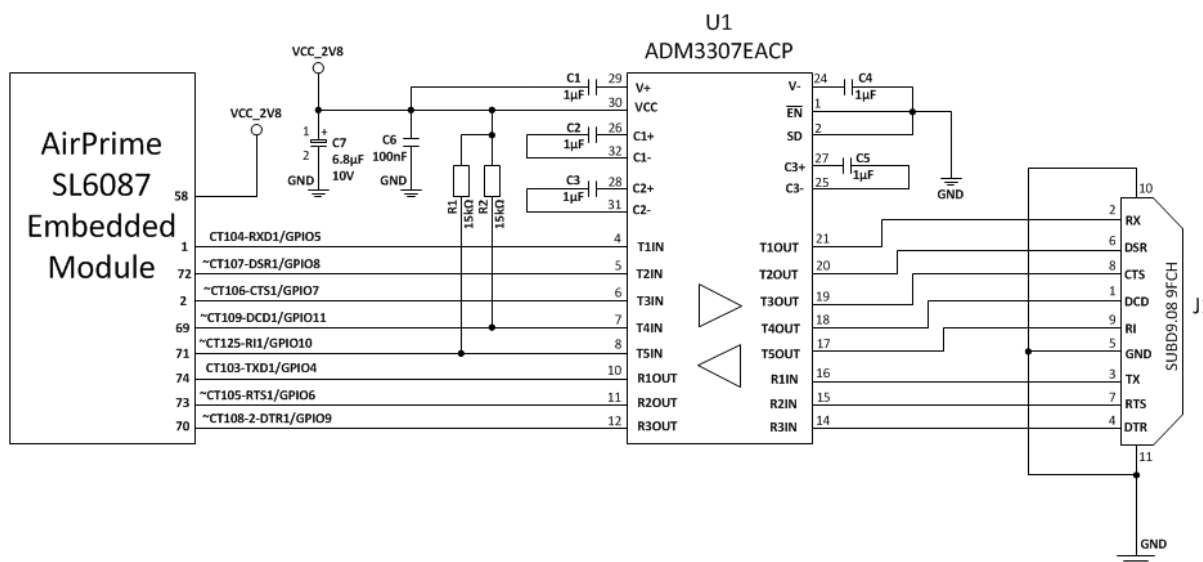 U1
ADM3307EACP
VCC_2V8
VCC_2V8
AirPrime
SL6087
Embedded
Module
58
1
72
2
69
71
74
73
70
1
+
2
C7
6.8µF
10V
GND
C6
100nF
GND
R1
15kΩ
R2
15kΩ
C1
1µF
C2
1µF
C3
1µF
29
30
26
32
28
31
V+
VCC
C1+
C1-
C2+
C2-
CT104-RXD1/GPIO5
4
T1IN
~CT107-DSR1/GPIO8
5
T2IN
~CT106-CTS1/GPIO7
6
T3IN
~CT109-DCD1/GPIO11
7
T4IN
~CT125-RI1/GPIO10
8
T5IN
CT103-TXD1/GPIO4
10
R1OUT
~CT105-RTS1/GPIO6
11
R2OUT
~CT108-2-DTR1/GPIO9
12
R3OUT
V-
24
C4
1µF
EN
1
SD
2
C3+
27
C5
1µF
C3-
25
GND
T1OUT
21
T2OUT
20
T3OUT
19
T4OUT
18
T5OUT
17
R1IN
16
R2IN
15
R3IN
14
10
2
RX
6
DSR
8
CTS
1
DCD
9
RI
5
GND
3
TX
7
RTS
4
DTR
11
SUBD9.08 9FCH
GND